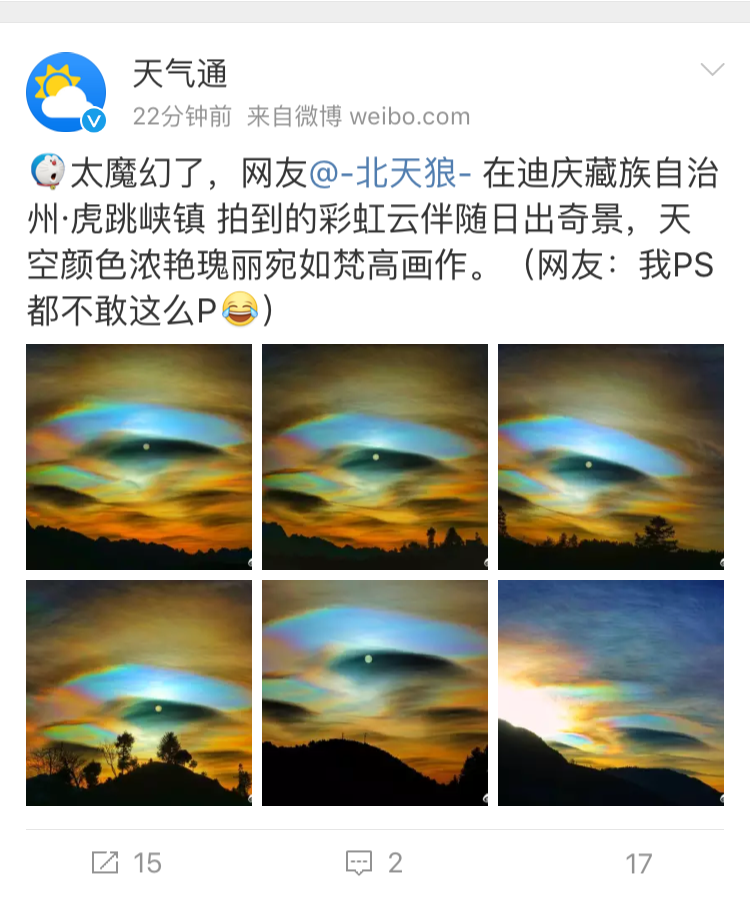 天气通
22分钟前 来自微博 weibo.com
太魔幻了，网友@-北天狼- 在迪庆藏族自治
州·虎跳峡镇 拍到的彩虹云伴随日出奇景，天
空颜色浓艳瑰丽宛如梵高画作。（网友：我PS
都不敢这么P😂）
15 2 17